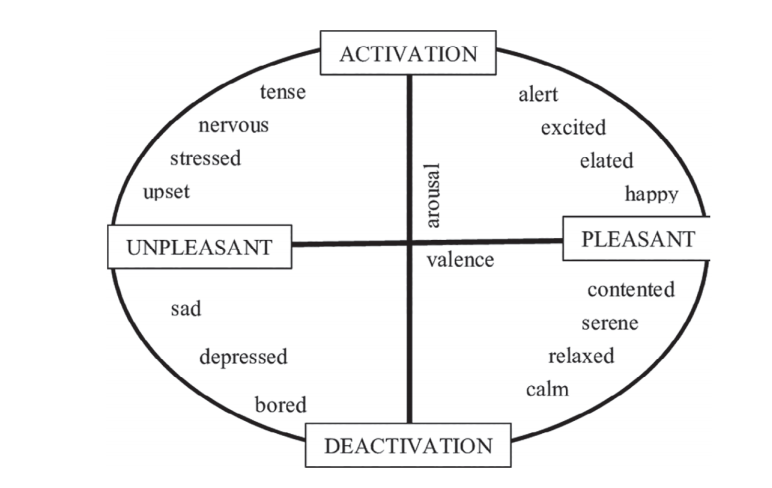 ACTIVATION
tense
alert
nervous
excited
stressed
elated
upset
happy
arousal
UNPLEASANT
PLEASANT
valence
contented
sad
serene
depressed
relaxed
calm
bored
DEACTIVATION